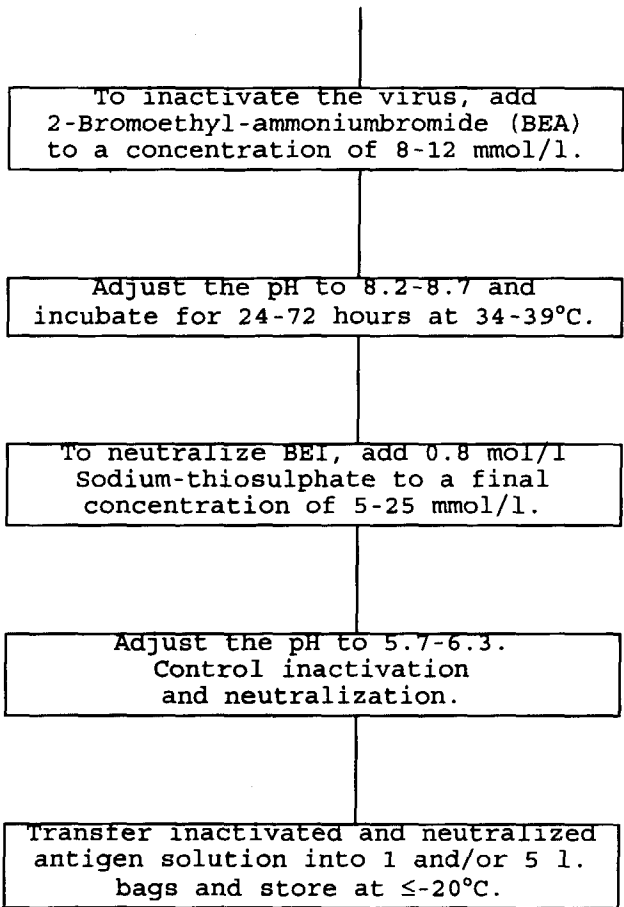 To inactivate the virus, add
2-Bromoethyl-ammoniumbromide (BEA)
to a concentration of 8-12 mmol/l.
Adjust the pH to 8.2-8.7 and
incubate for 24-72 hours at 34-39°C.
To neutralize BEI, add 0.8 mol/l
Sodium-thiosulphate to a final
concentration of 5-25 mmol/l.
Adjust the pH to 5.7-6.3.
Control inactivation
and neutralization.
Transfer inactivated and neutralized
antigen solution into 1 and/or 5 l.
bags and store at ≤-20°C.